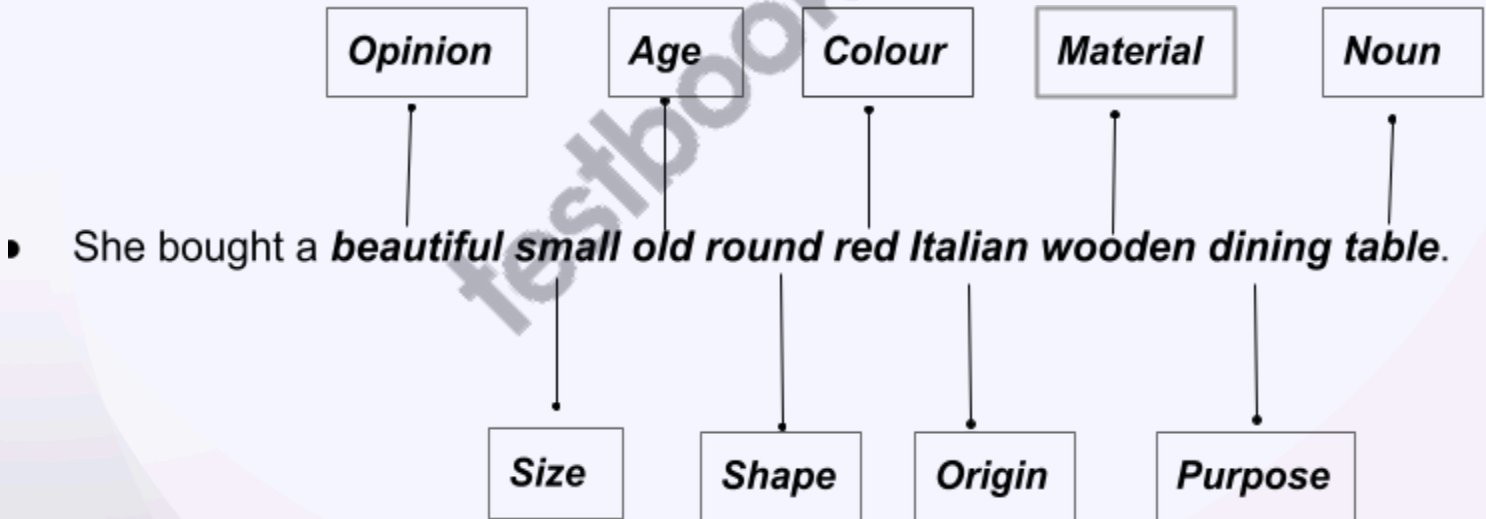 Opinion Age Colour Material Noun
testbook
• She bought a beautiful small old round red Italian wooden dining table.
Size Shape Origin Purpose